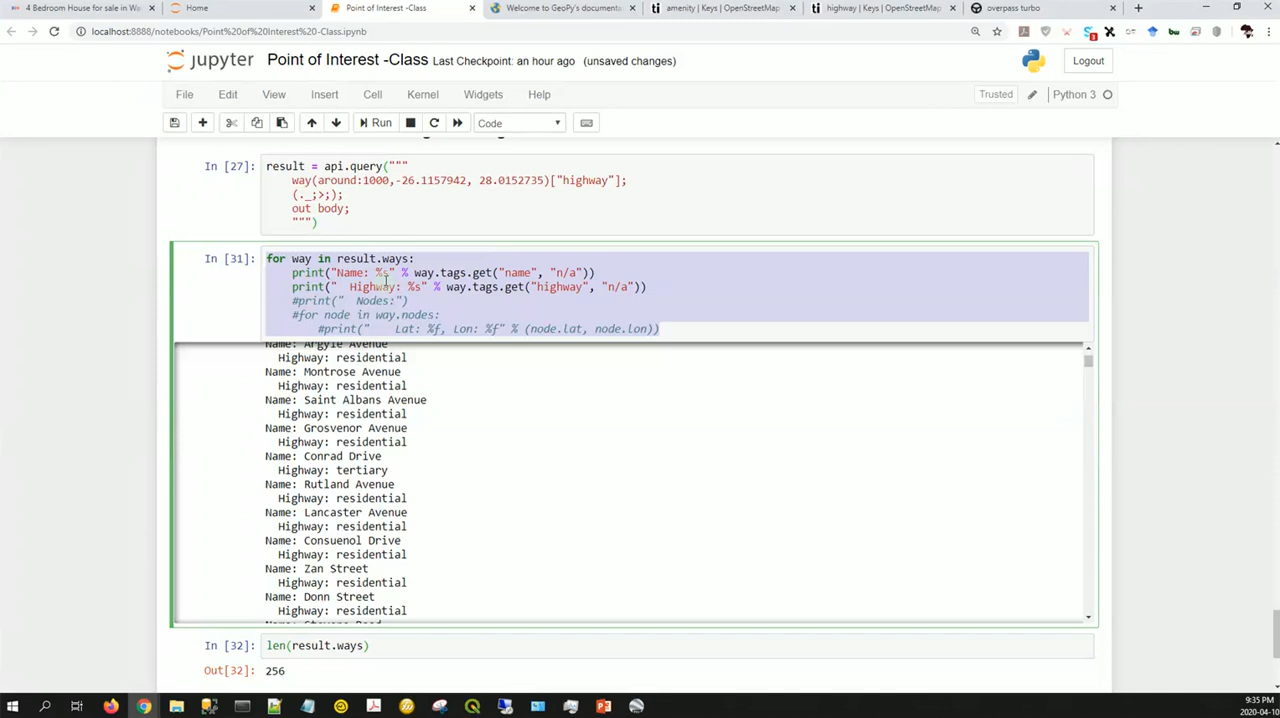 4 Bedroom House for sale in Wa
Home
Point of Interest -Class
Welcome to GeoPy's documentat
amenity | Keys | OpenStreetMap
highway | Keys | OpenStreetMap
overpass turbo
localhost:8888/notebooks/Point%20of%20Interest%20-Class.ipynb
jupyter Point of Interest -Class Last Checkpoint: an hour ago (unsaved changes)
Logout
File Edit View Insert Cell Kernel Widgets Help
Trusted Python 3
Run Code
In [27]: result = api.query("""
way(around:1000,-26.1157942, 28.0152735)["highway"];
(._;>;);
out body;
""")
In [31]: for way in result.ways:
print("Name: %s" % way.tags.get("name", "n/a"))
print("  Highway: %s" % way.tags.get("highway", "n/a"))
#print("  Nodes:")
#for node in way.nodes:
#print("    Lat: %f, Lon: %f" % (node.lat, node.lon))
Name: Argyle Avenue
Highway: residential
Name: Montrose Avenue
Highway: residential
Name: Saint Albans Avenue
Highway: residential
Name: Grosvenor Avenue
Highway: residential
Name: Conrad Drive
Highway: tertiary
Name: Rutland Avenue
Highway: residential
Name: Lancaster Avenue
Highway: residential
Name: Consuenol Drive
Highway: residential
Name: Zan Street
Highway: residential
Name: Donn Street
Highway: residential
Name: Stevens Road
In [32]: len(result.ways)
Out[32]: 256
9:35 PM
2020-04-10